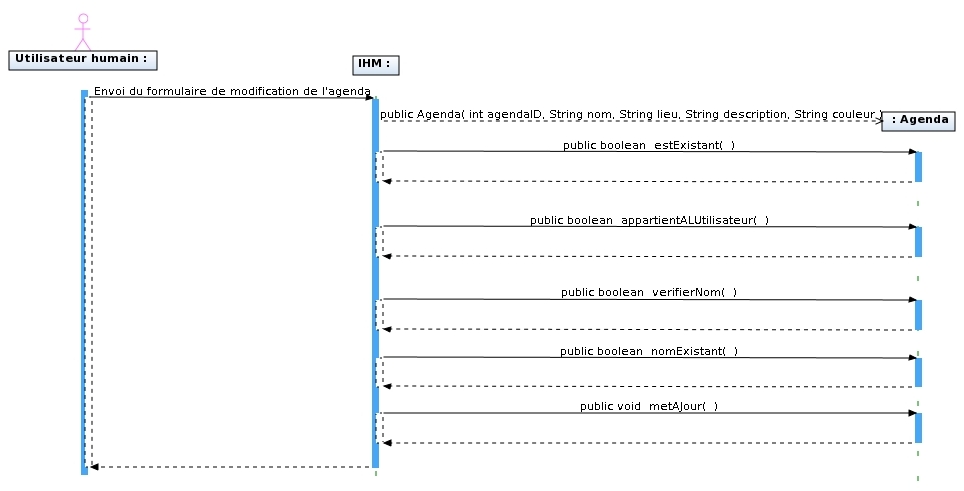 Utilisateur humain :
IHM :
Envoi du formulaire de modification de l'agenda
public Agenda( int agendaID, String nom, String lieu, String description, String couleur )
: Agenda
public boolean estExistant( )
public boolean appartientALUtilisateur( )
public boolean verifierNom( )
public boolean nomExistant( )
public void metAJour( )